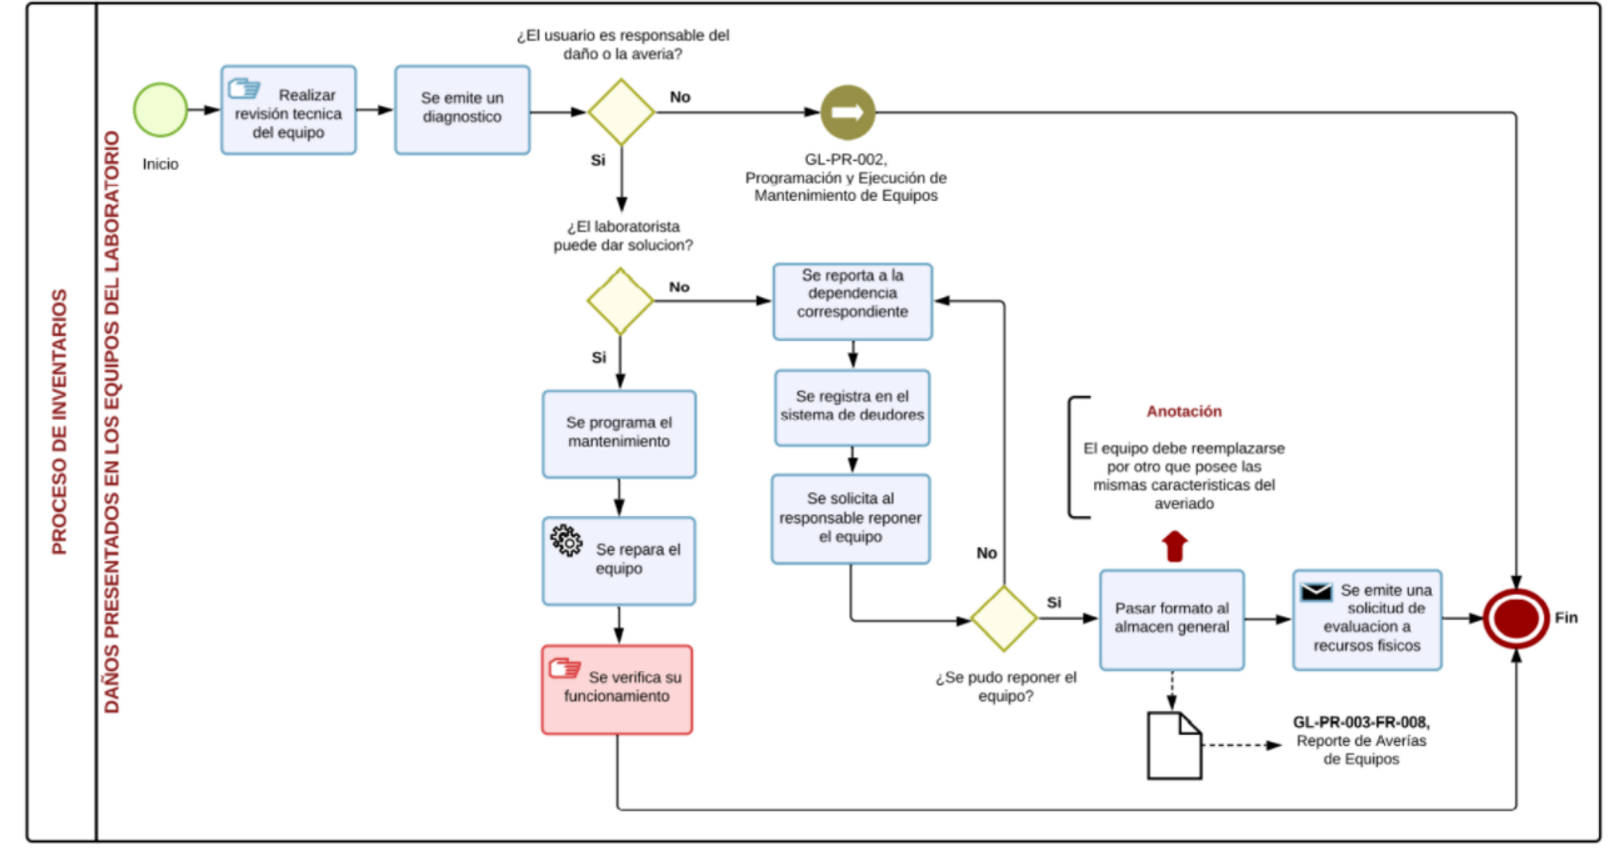 PROCESO DE INVENTARIOS
DAÑOS PRESENTADOS EN LOS EQUIPOS DEL LABORATORIO
Inicio
Realizar
revisión tecnica
del equipo
Se emite un
diagnostico
¿El usuario es responsable del
daño o la averia?
No
Si
GL-PR-002,
Programación y Ejecución de
Mantenimiento de Equipos
¿El laboratorista
puede dar solucion?
No
Si
Se programa el
mantenimiento
Se repara el
equipo
Se verifica su
funcionamiento
Se reporta a la
dependencia
correspondiente
Se registra en el
sistema de deudores
Se solicita al
responsable reponer
el equipo
No
Si
¿Se pudo reponer el
equipo?
Anotación
El equipo debe reemplazarse
por otro que posee las
mismas caracteristicas del
averiado
Pasar formato al
almacen general
GL-PR-003-FR-008,
Reporte de Averías
de Equipos
Se emite una
solicitud de
evaluacion a
recursos fisicos
Fin